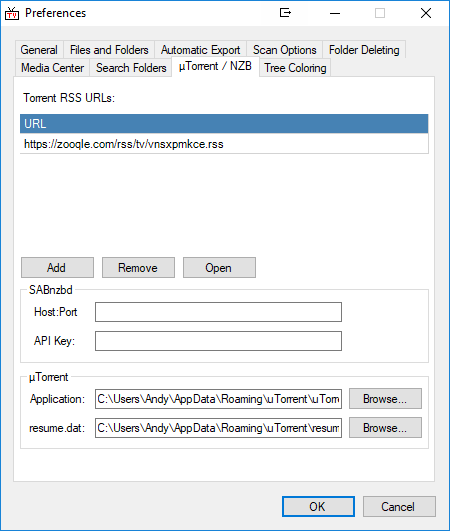 TV Preferences
General Files and Folders Automatic Export Scan Options Folder Deleting
Media Center Search Folders µTorrent / NZB Tree Coloring
Torrent RSS URLs:
URL
https://zooqle.com/rss/tv/vnsxpmkce.rss
Add Remove Open
SABnzbd
Host:Port
API Key:
µTorrent
Application: C:\Users\Andy\AppData\Roaming\uTorrent\uTorre Browse...
resume.dat: C:\Users\Andy\AppData\Roaming\uTorrent\resum Browse...
OK Cancel